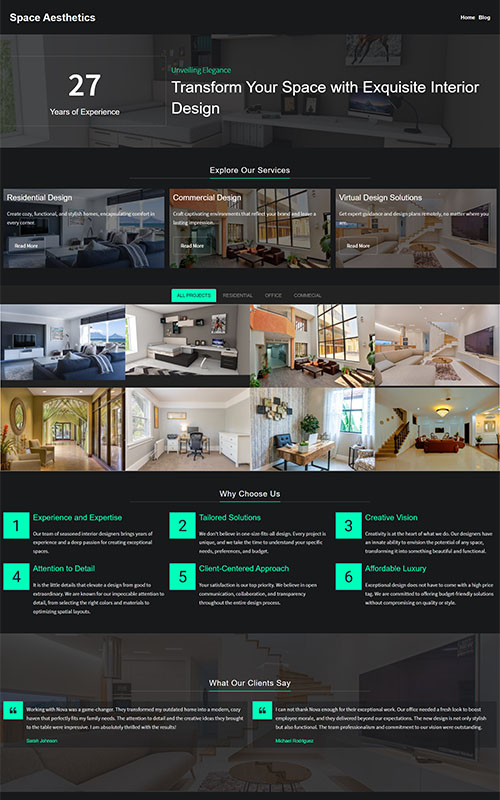 Space Aesthetics
Home Blog
27
Years of Experience
Unveiling Elegance
Transform Your Space with Exquisite Interior
Design
Explore Our Services
Residential Design
Create cozy, functional, and stylish homes, encapsulating comfort in
every corner.
Read More
Commercial Design
Craft captivating environments that reflect your brand and leave a
lasting impression.
Read More
Virtual Design Solutions
Get expert guidance and design plans remotely, no matter where you
are.
Read More
ALL PROJECTS RESIDENTIAL OFFICE COMMECIAL
Why Choose Us
1
Experience and Expertise
Our team of seasoned interior designers brings years of
experience and a deep passion for creating exceptional
spaces.
2
Tailored Solutions
We don't believe in one-size-fits-all design. Every project is
unique, and we take the time to understand your specific
needs, preferences, and budget.
3
Creative Vision
Creativity is at the heart of what we do. Our designers have
an innate ability to envision the potential of any space,
transforming it into something beautiful and functional.
4
Attention to Detail
It is the little details that elevate a design from good to
extraordinary. We are known for our impeccable attention to
detail, from selecting the right colors and materials to
optimizing spatial layouts.
5
Client-Centered Approach
Your satisfaction is our top priority. We believe in open
communication, collaboration, and transparency
throughout the entire design process.
6
Affordable Luxury
Exceptional design does not have to come with a high price
tag. We are committed to offering budget-friendly solutions
without compromising on quality or style.
What Our Clients Say
Working with Nova was a game-changer. They transformed my outdated home into a modern, cozy
haven that perfectly fits my family needs. The attention to detail and the creative ideas they brought
to the table were impressive. I am absolutely thrilled with the results!
Sarah Johnson
I can not thank Nova enough for their exceptional work. Our office needed a fresh look to boost
employee morale, and they delivered beyond our expectations. The new design is not only stylish
but also functional. The team professionalism and commitment to our vision were outstanding.
Michael Rodriguez